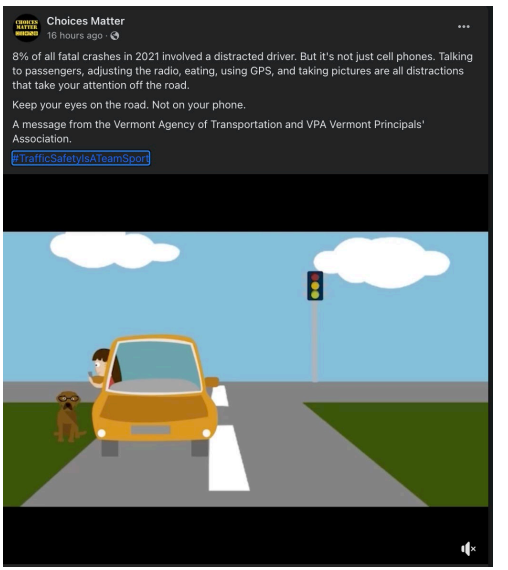 CHOICES
MATTER
Choices Matter
16 hours ago ·
8% of all fatal crashes in 2021 involved a distracted driver. But it's not just cell phones. Talking
to passengers, adjusting the radio, eating, using GPS, and taking pictures are all distractions
that take your attention off the road.
Keep your eyes on the road. Not on your phone.
A message from the Vermont Agency of Transportation and VPA Vermont Principals'
Association.
#TrafficSafetyIsATeamSport